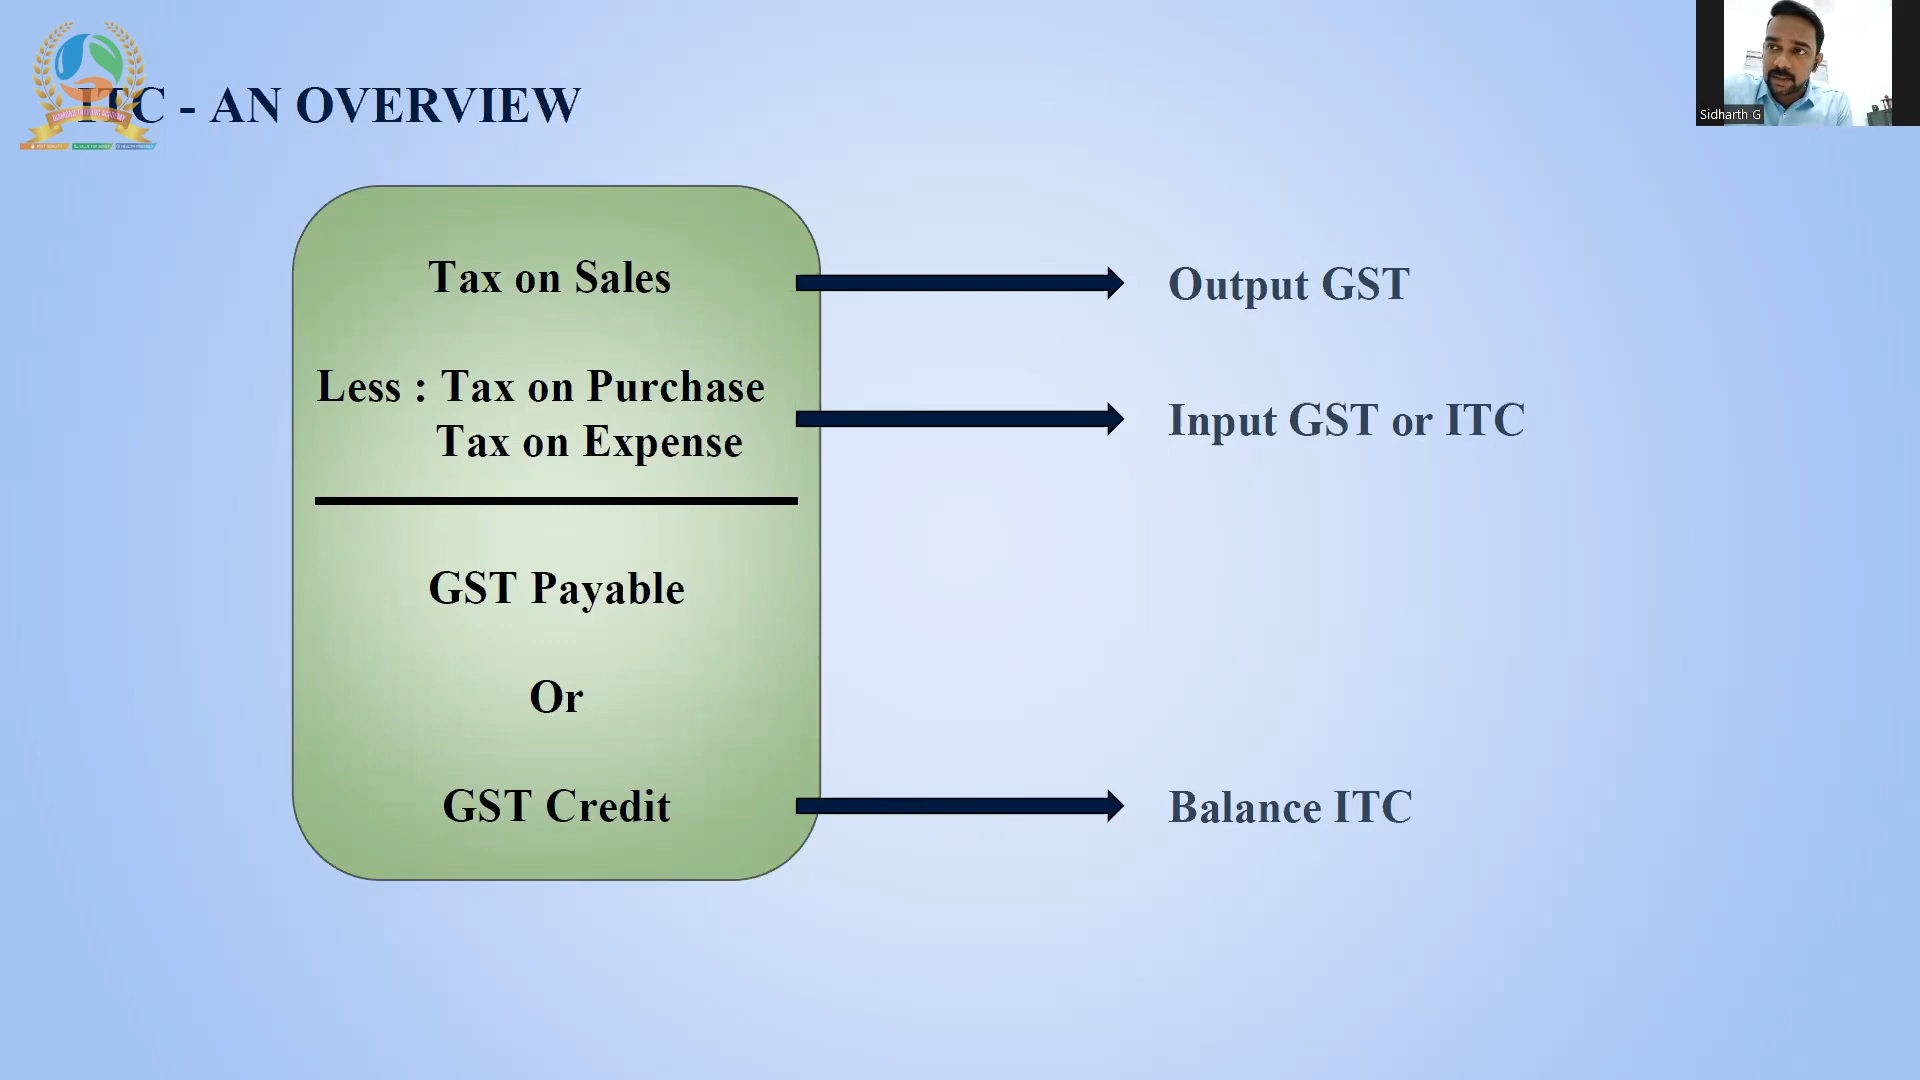 ITC - AN OVERVIEW
Sidharth G
Tax on Sales
Output GST
Less : Tax on Purchase
Tax on Expense
Input GST or ITC
GST Payable
Or
GST Credit
Balance ITC